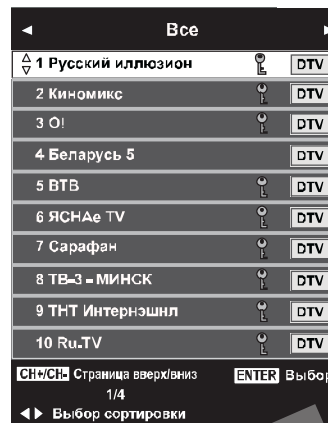 Все
1 Русский иллюзион DTV
2 Киномикс DTV
3 О! DTV
4 Беларусь 5 DTV
5 ВТВ DTV
6 ЯСНАе TV DTV
7 Сарафан DTV
8 ТВ-3 - МИНСК DTV
9 ТНТ Интернэшнл DTV
10 Ru.TV DTV
CH+/CH- Страница вверх/вниз ENTER Выбор
1/4
Выбор сортировки